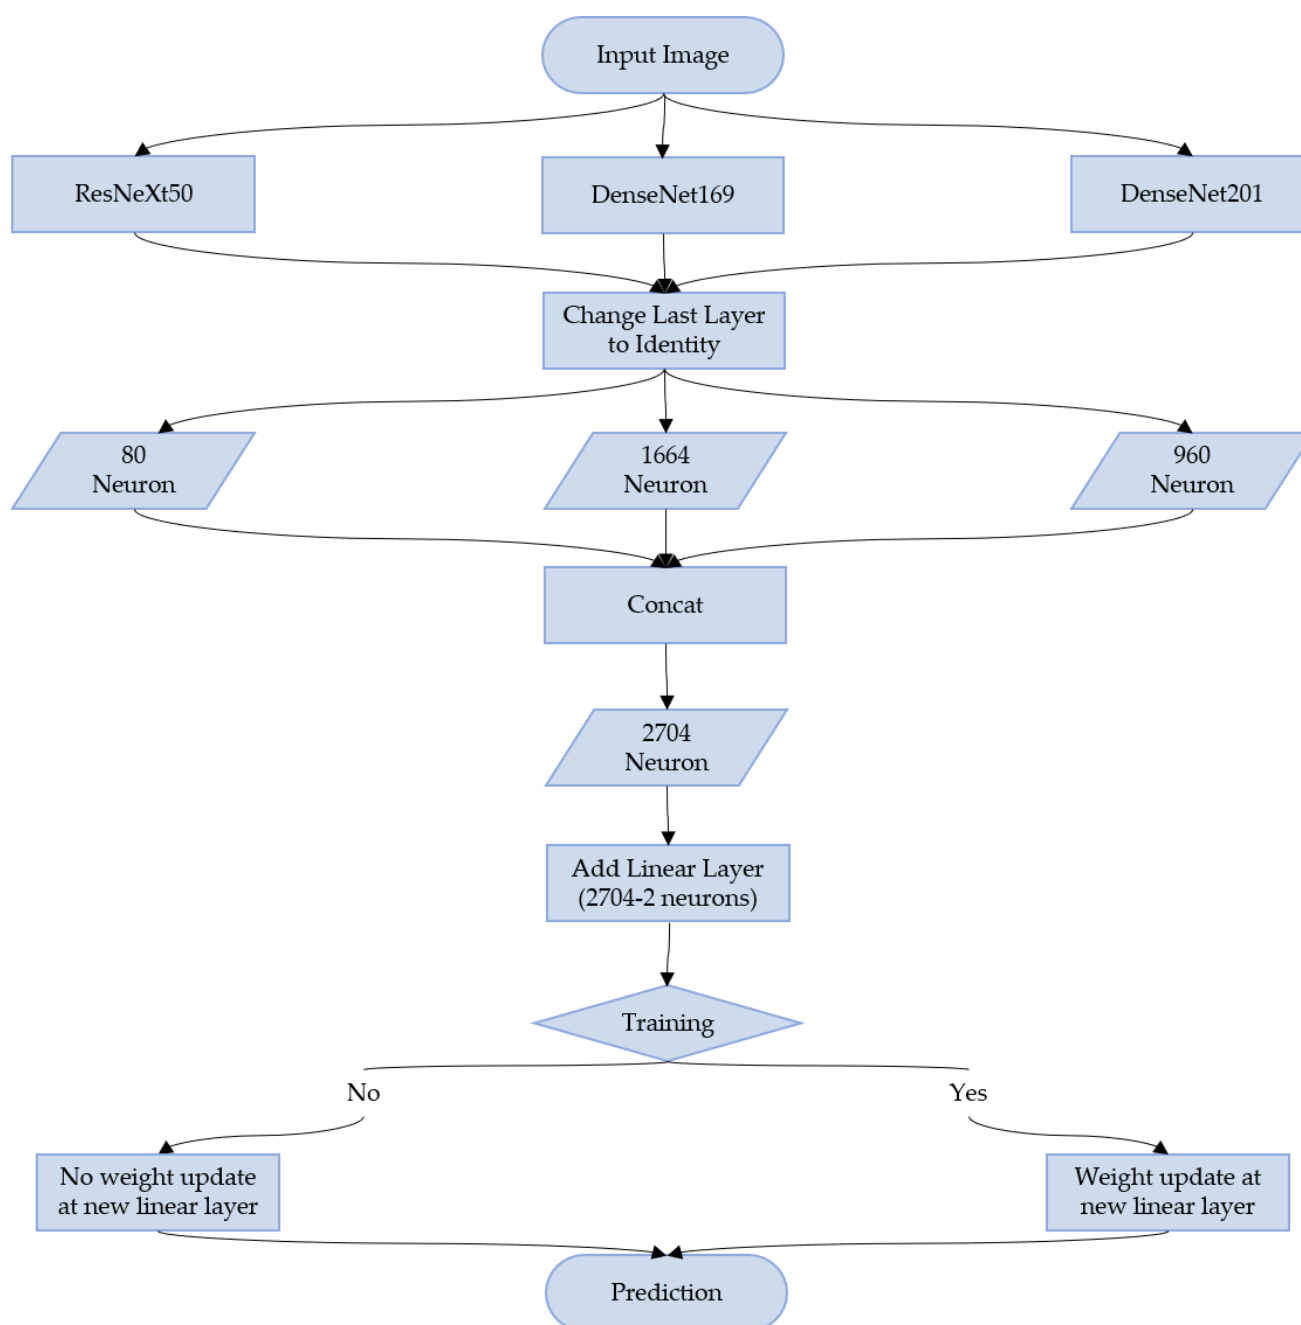 Input Image
ResNeXt50
DenseNet169
DenseNet201
Change Last Layer
to Identity
80
Neuron
1664
Neuron
960
Neuron
Concat
2704
Neuron
Add Linear Layer
(2704-2 neurons)
Training
No
Yes
No weight update
at new linear layer
Weight update at
new linear layer
Prediction